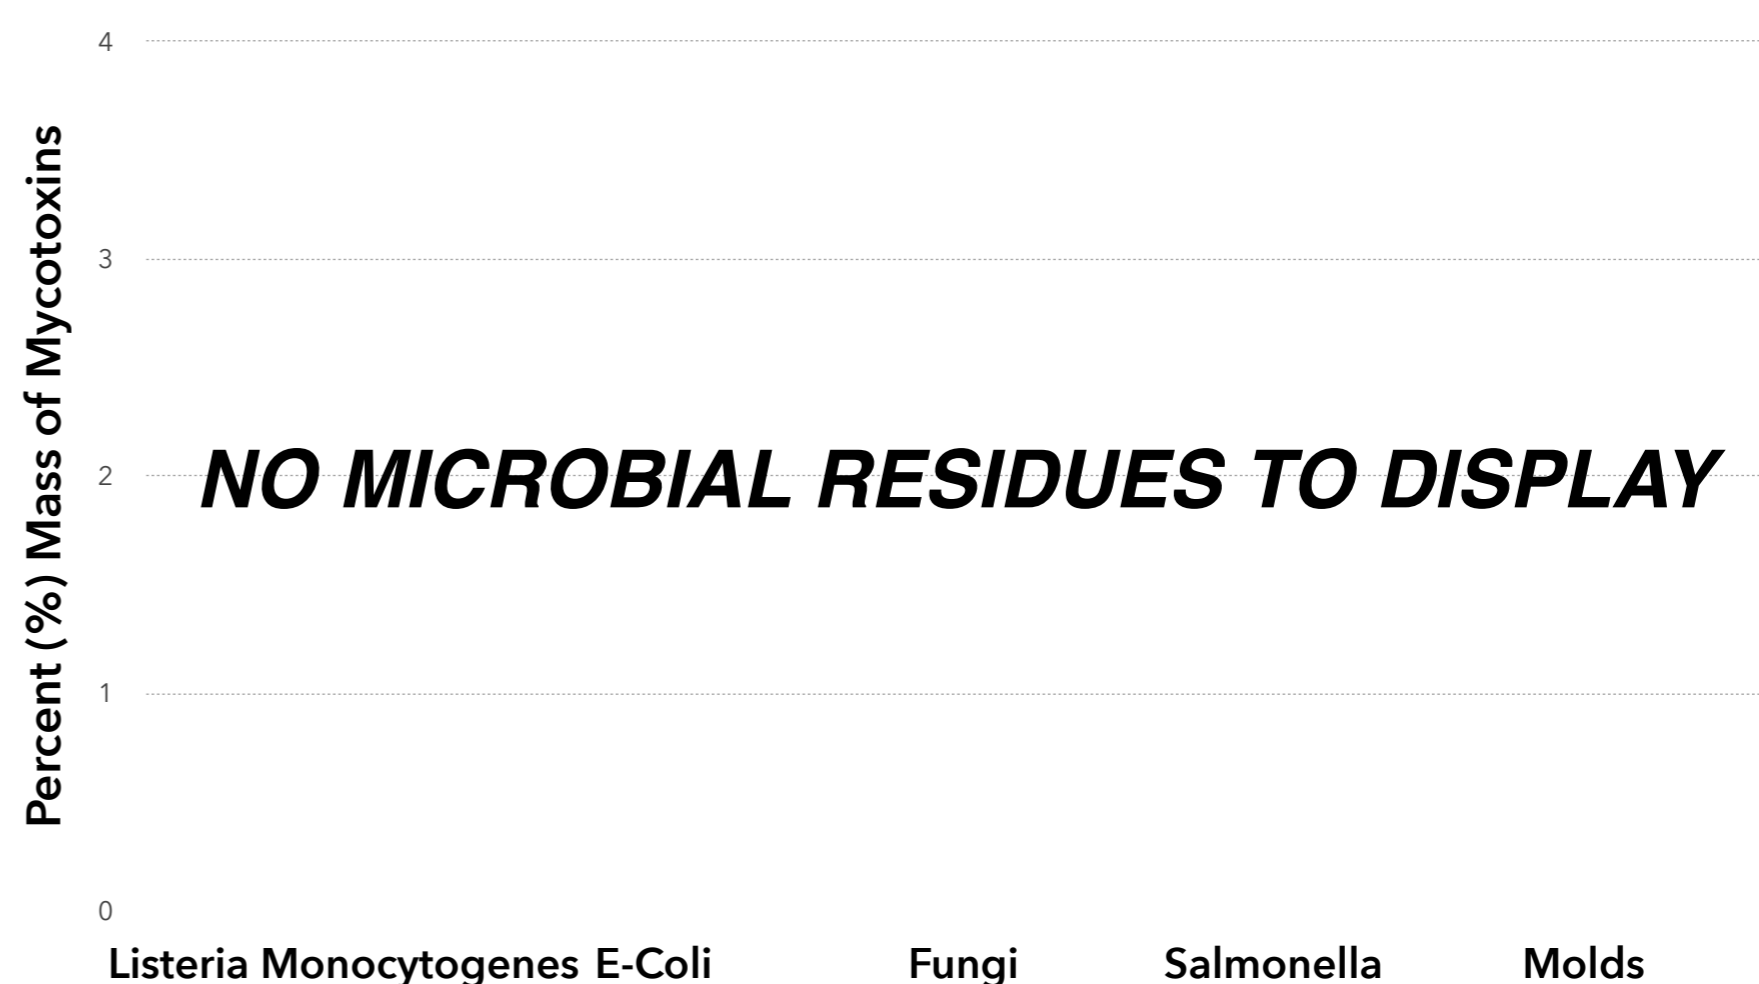 Percent (%) Mass of Mycotoxins
4
3
2
1
0
NO MICROBIAL RESIDUES TO DISPLAY
Listeria Monocytogenes E-Coli Fungi Salmonella Molds